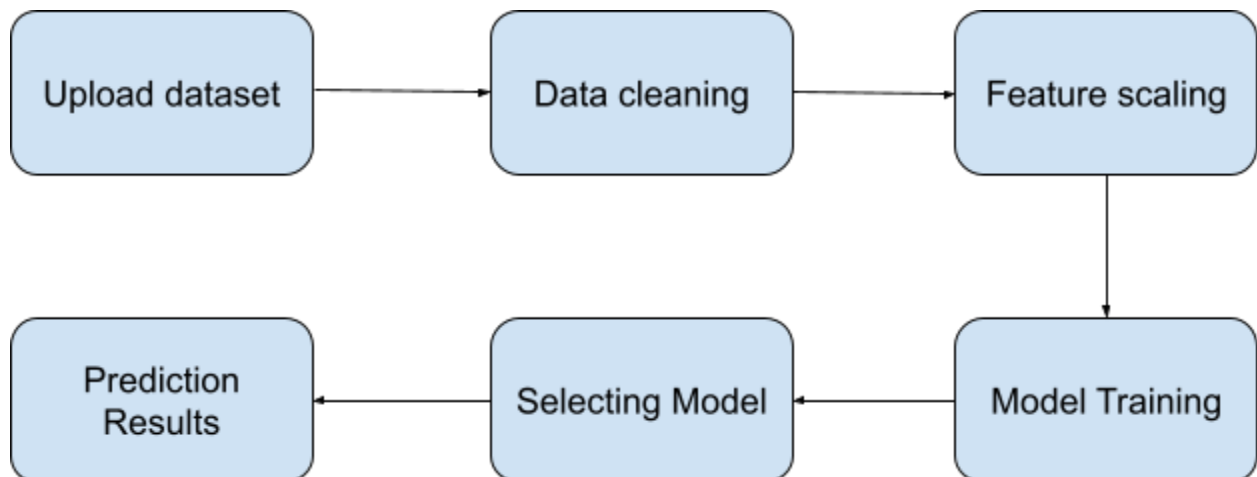 Upload dataset
Data cleaning
Feature scaling
Model Training
Selecting Model
Prediction
Results